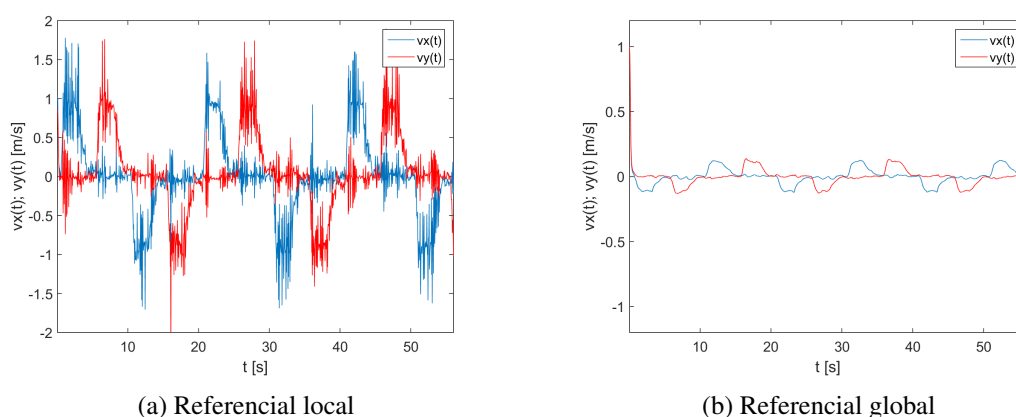 2
1.5
1
0.5
0
-0.5
-1
-1.5
-2
vx(t); vy(t) [m/s]
10 20 30 40 50
t [s]
vx(t)
vy(t)
(a) Referencial local
1
0.5
0
-0.5
-1
vx(t); vy(t) [m/s]
10 20 30 40 50
t [s]
vx(t)
vy(t)
(b) Referencial global